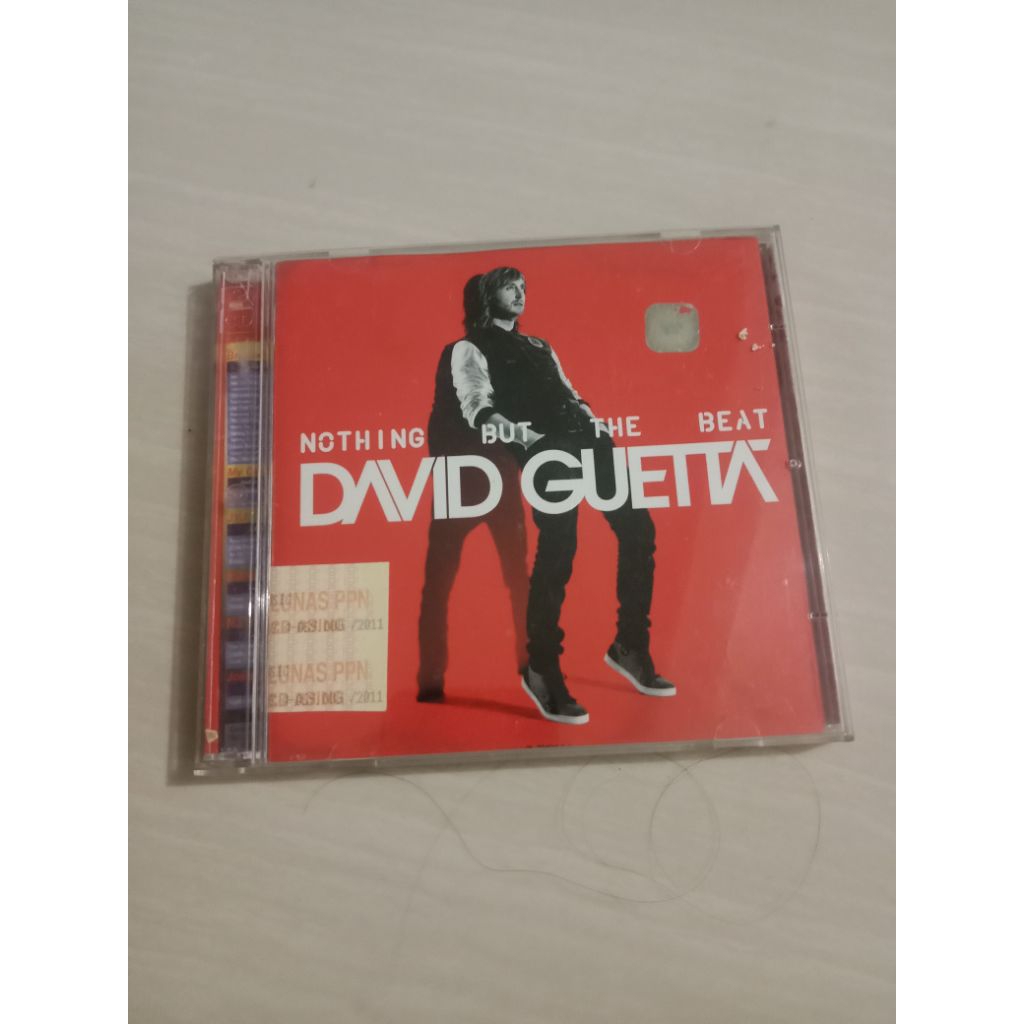 NOTHING BUT THE BEAT
DAVID GUETTA
LUNAS PPN
/2011
LUNAS PPN
/2011